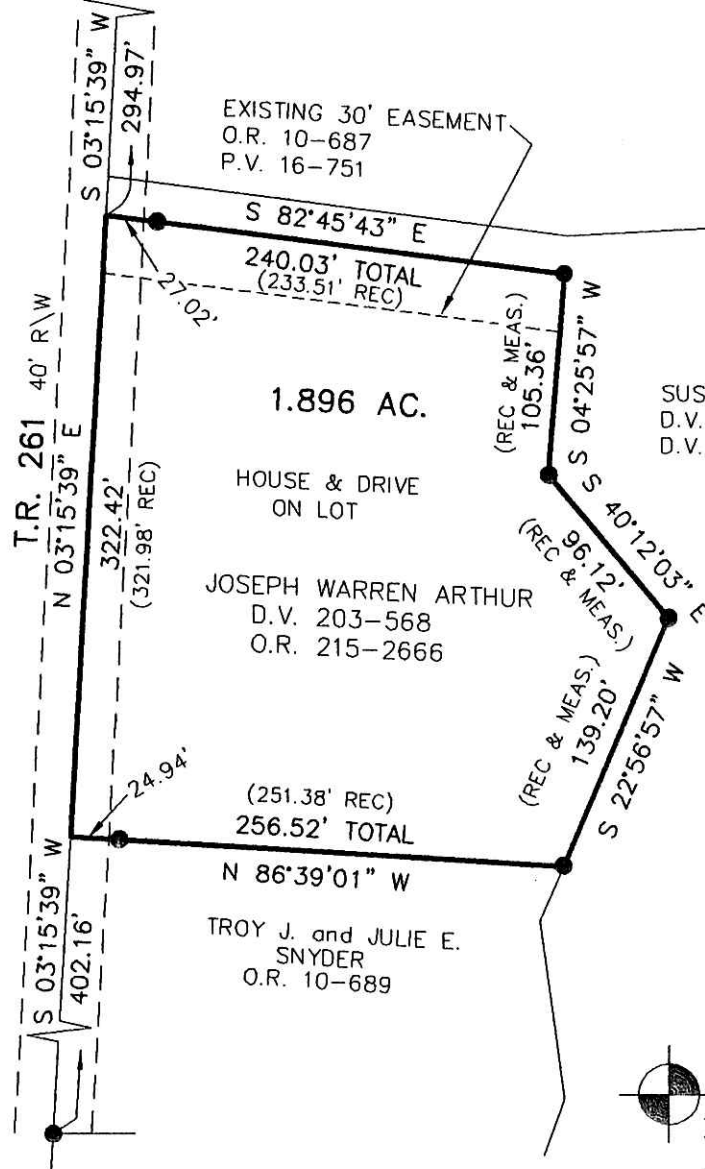 S 03°15'39" W
294.97'
EXISTING 30' EASEMENT
O.R. 10-687
P.V. 16-751
S 82°45'43" E
240.03' TOTAL
(233.51' REC)
27.02'
(REC & MEAS.)
105.36'
S 04°25'57" W
1.896 AC.
SUS
D.V.
D.V.
T.R. 261
40' R\W
N 03°15'39" E
322.42'
(321.98' REC)
HOUSE & DRIVE
ON LOT
S 40°12'03" E
96.12'
(REC & MEAS.)
JOSEPH WARREN ARTHUR
D.V. 203-568
O.R. 215-2666
(REC & MEAS.)
139.20'
S 22°56'57" W
24.94'
(251.38' REC)
256.52' TOTAL
N 86°39'01" W
S 03°15'39" W
402.16'
TROY J. and JULIE E.
SNYDER
O.R. 10-689